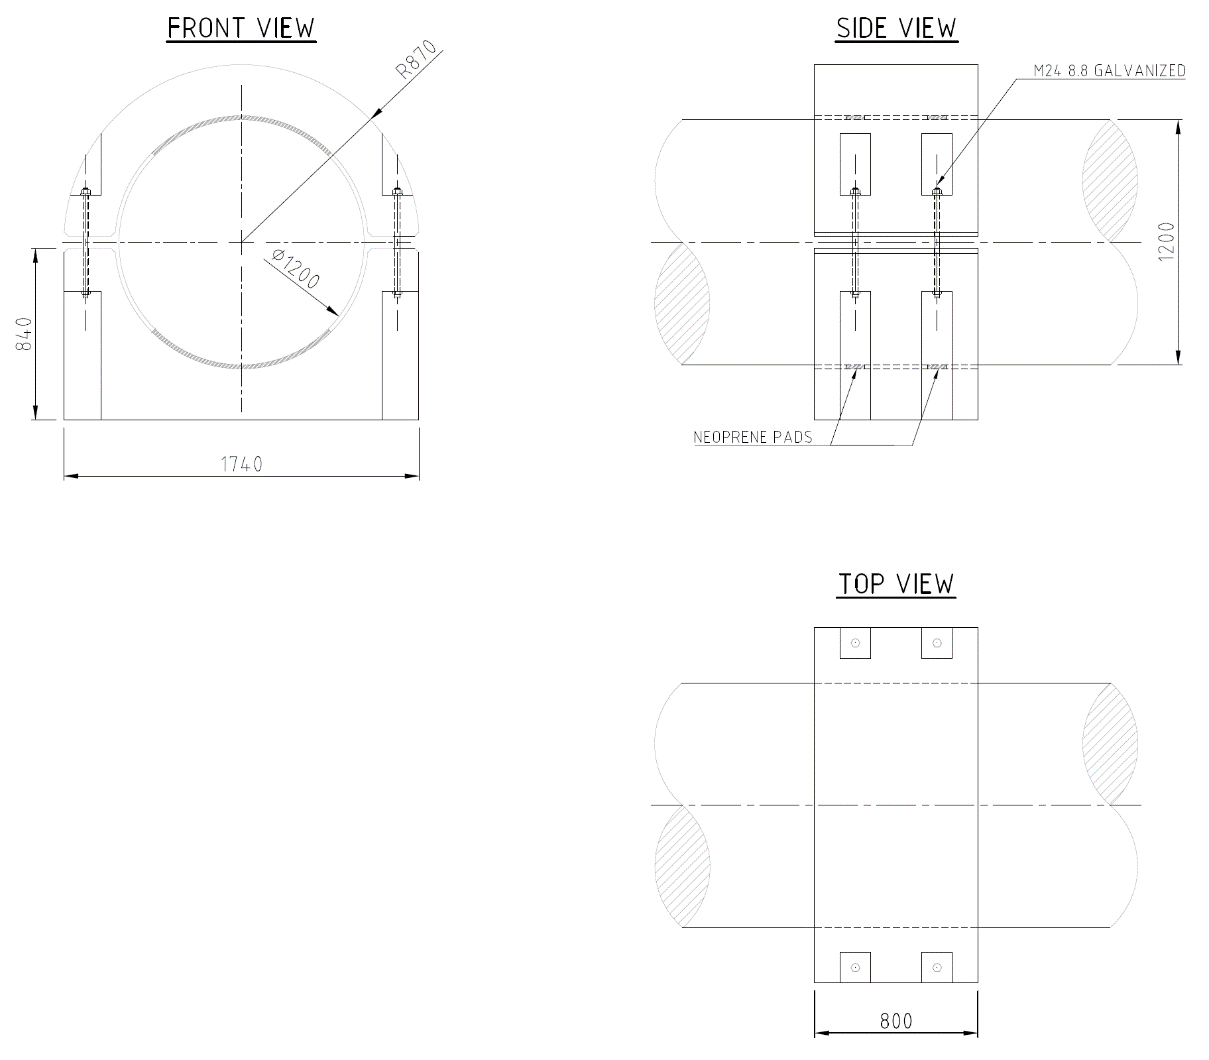 FRONT VIEW
R870
Ø1200
840
1740
SIDE VIEW
M24 8.8 GALVANIZED
1200
NEOPRENE PADS
TOP VIEW
800